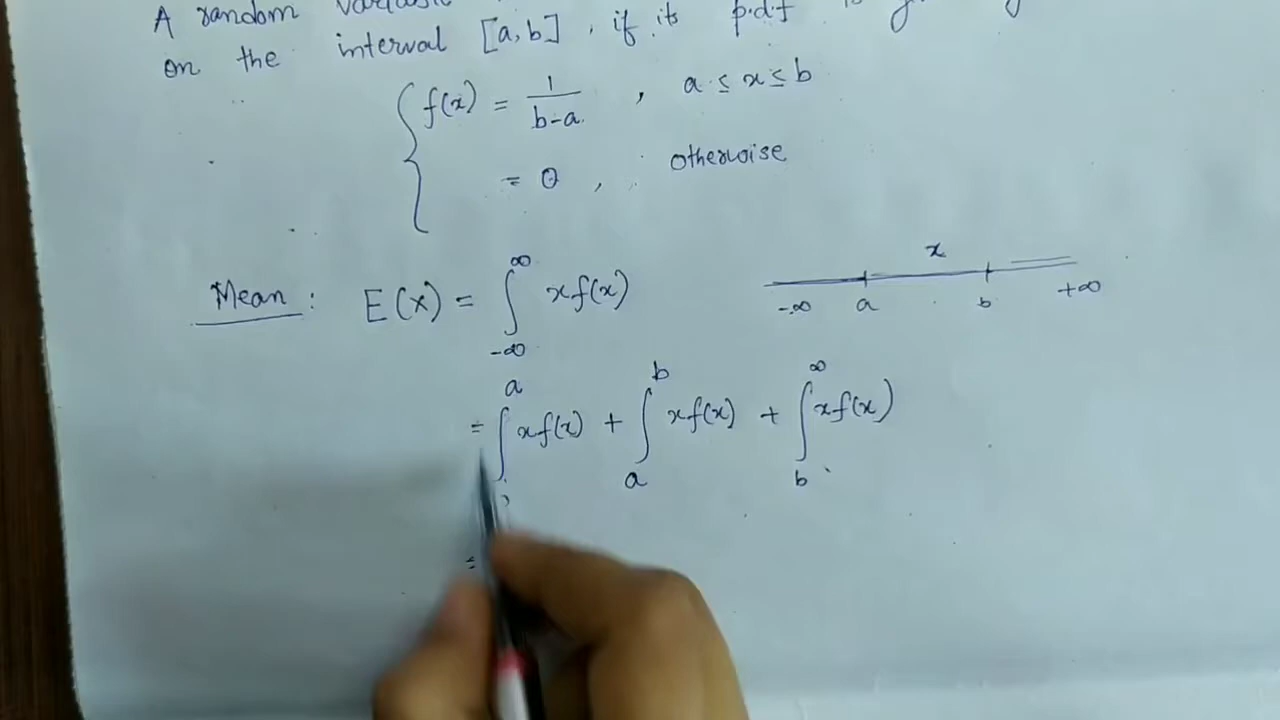 A random
on the interval [a, b], if its p.d.f
f(x) = 1/(b-a) , a ≤ x ≤ b
= 0 , otherwise
Mean : E(x) = ∫_{-∞}^{∞} x f(x)
x
-∞ a b +∞
= ∫^{a} x f(x) + ∫_{a}^{b} x f(x) + ∫_{b}^{∞} x f(x)
=